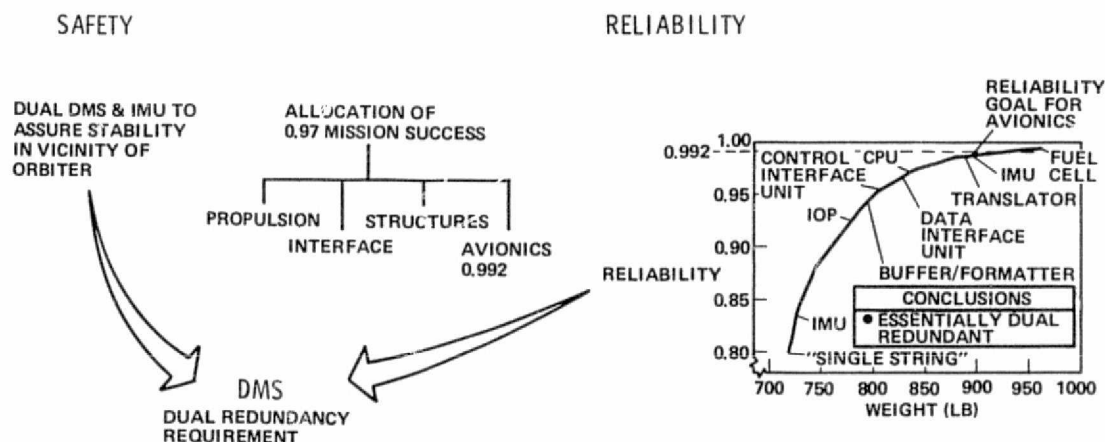 SAFETY
RELIABILITY
DUAL DMS & IMU TO
ASSURE STABILITY
IN VICINITY OF
ORBITER
ALLOCATION OF
0.97 MISSION SUCCESS
PROPULSION
INTERFACE
STRUCTURES
AVIONICS
0.992
DMS
DUAL REDUNDANCY
REQUIREMENT
RELIABILITY
RELIABILITY
GOAL FOR
AVIONICS
1.00
0.992
0.95
0.90
0.85
0.80
CONTROL
INTERFACE
UNIT
CPU
IOP
FUEL
CELL
IMU
TRANSLATOR
DATA
INTERFACE
UNIT
BUFFER/FORMATTER
IMU
"SINGLE STRING"
CONCLUSIONS
● ESSENTIALLY DUAL
REDUNDANT
700 750 800 850 900 950 1000
WEIGHT (LB)